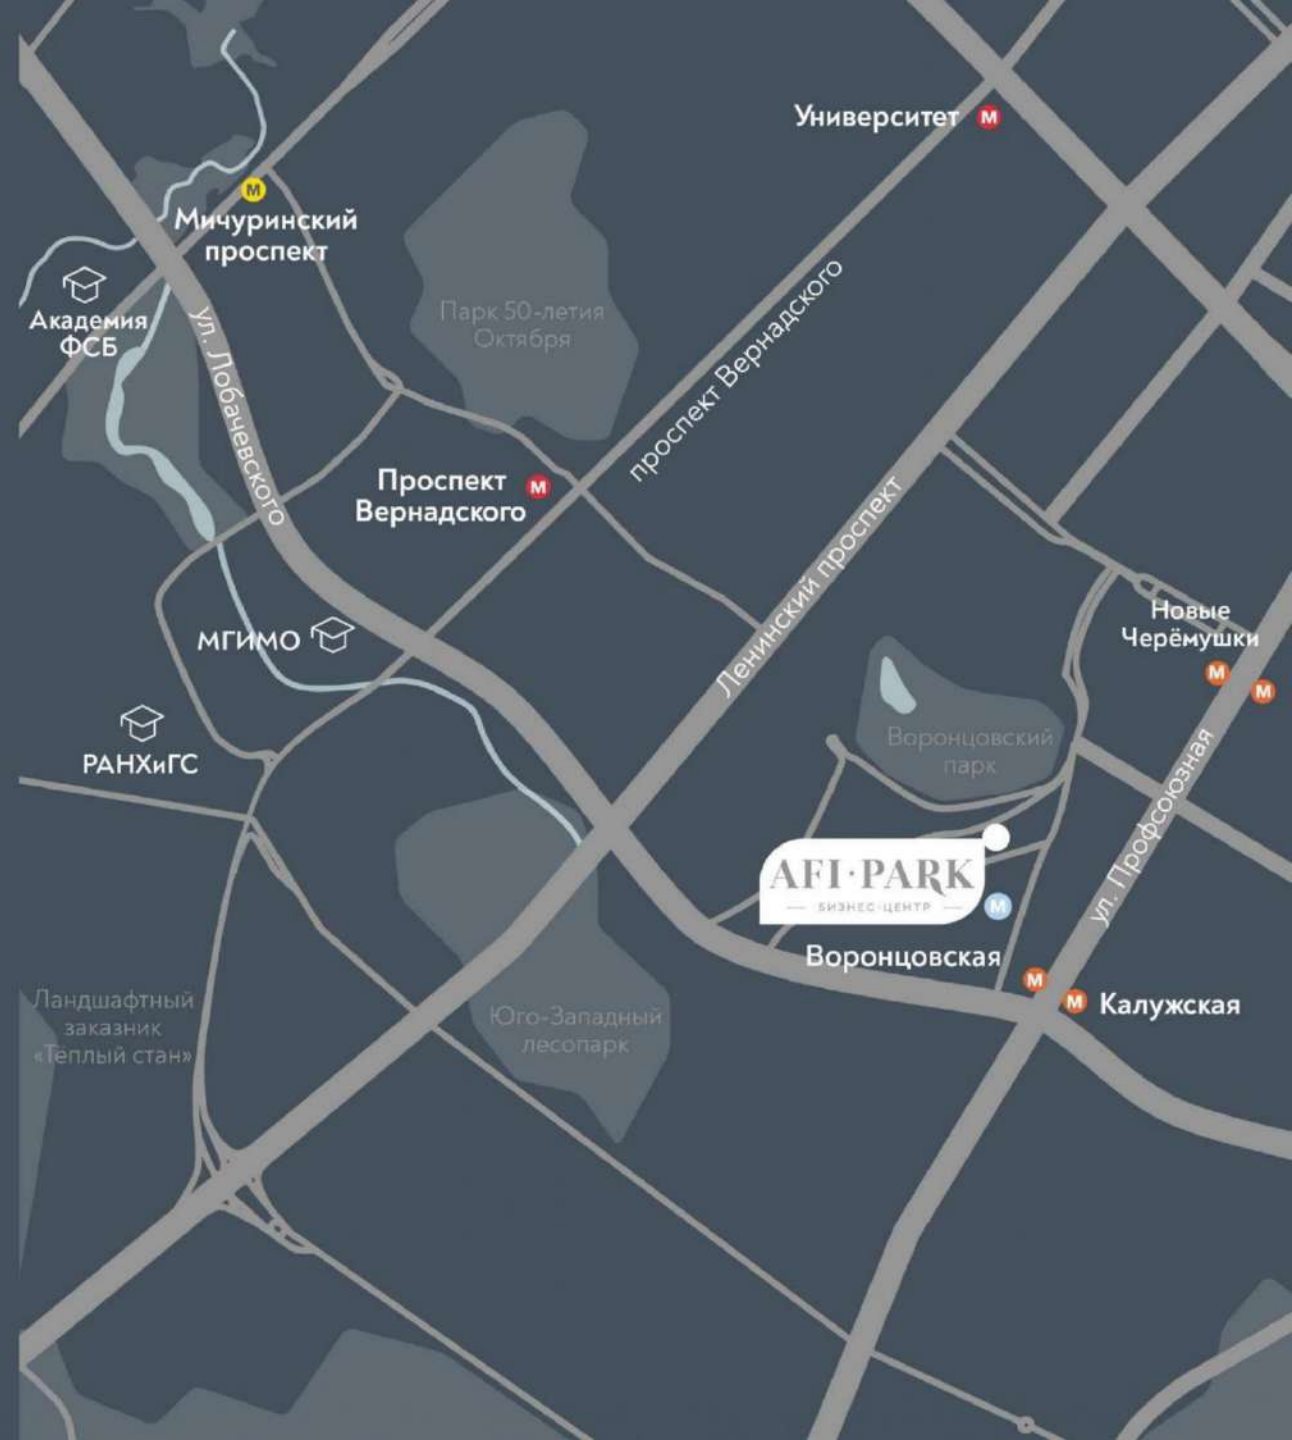 Университет М
М
Мичуринский
проспект
Академия
ФСБ
ул. Лобачевского
Парк 50-летия
Октября
проспект Вернадского
Проспект М
Вернадского
Ленинский проспект
Новые
Черёмушки
М
М
МГИМО
РАНХиГС
Воронцовский
парк
ул. Профсоюзная
AFI·PARK
БИЗНЕС-ЦЕНТР
М
Воронцовская
М
М Калужская
Ландшафтный
заказник
«Тёплый стан»
Юго-Западный
лесопарк